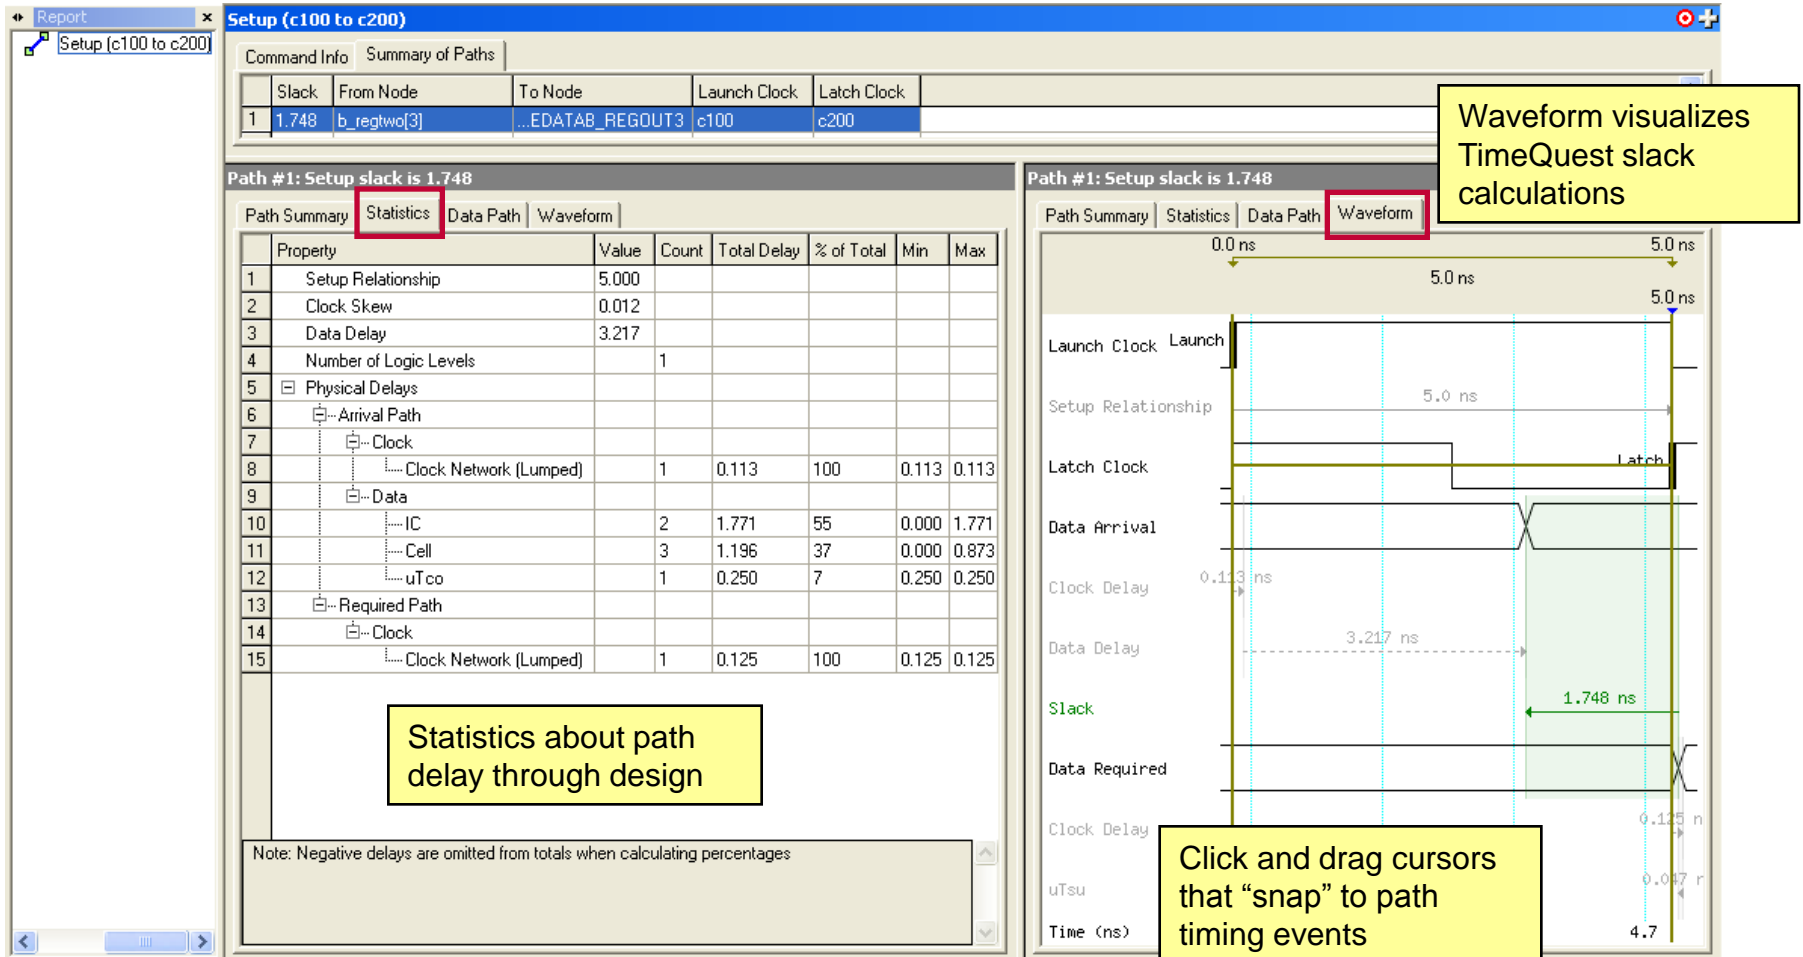 Report
Setup (c100 to c200)
Setup (c100 to c200)
Command Info Summary of Paths
Slack From Node To Node Launch Clock Latch Clock
1 1.748 b_regtwo[3] ...EDATAB_REGOUT3 c100 c200
Waveform visualizes
TimeQuest slack
calculations
Path #1: Setup slack is 1.748
Path Summary Statistics Data Path Waveform
Property Value Count Total Delay % of Total Min Max
1 Setup Relationship 5.000
2 Clock Skew 0.012
3 Data Delay 3.217
4 Number of Logic Levels 1
5 Physical Delays
6 Arrival Path
7 Clock
8 Clock Network (Lumped) 1 0.113 100 0.113 0.113
9 Data
10 IC 2 1.771 55 0.000 1.771
11 Cell 3 1.196 37 0.000 0.873
12 uTco 1 0.250 7 0.250 0.250
13 Required Path
14 Clock
15 Clock Network (Lumped) 1 0.125 100 0.125 0.125
Statistics about path
delay through design
Note: Negative delays are omitted from totals when calculating percentages
Path #1: Setup slack is 1.748
Path Summary Statistics Data Path Waveform
0.0 ns 5.0 ns
5.0 ns
5.0 ns
Launch Clock Launch
Setup Relationship 5.0 ns
Latch Clock Latch
Data Arrival
Clock Delay 0.113 ns
Data Delay 3.217 ns
Slack 1.748 ns
Data Required
Clock Delay 0.125 n
uTsu 0.047 r
Time (ns) 4.7
Click and drag cursors
that “snap” to path
timing events